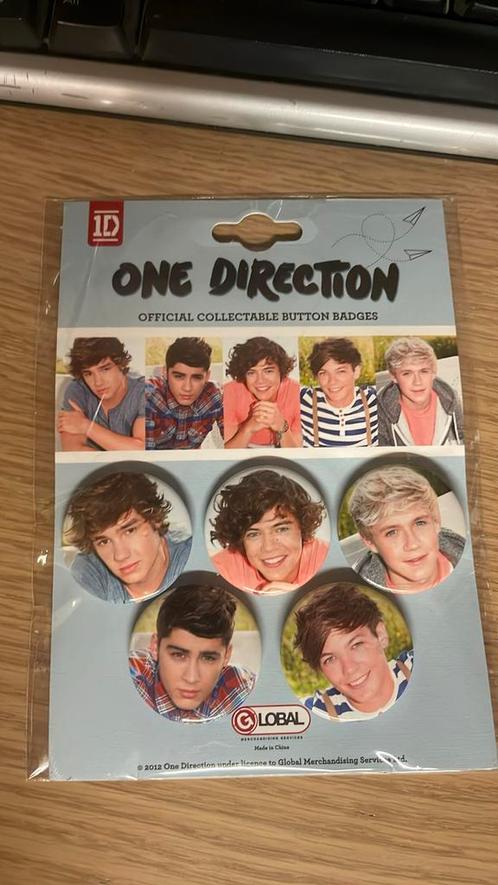 1D
ONE DIRECTION
OFFICIAL COLLECTABLE BUTTON BADGES
GLOBAL
MERCHANDISING SERVICES
Made in China
© 2012 One Direction under licence to Global Merchandising Services Ltd.